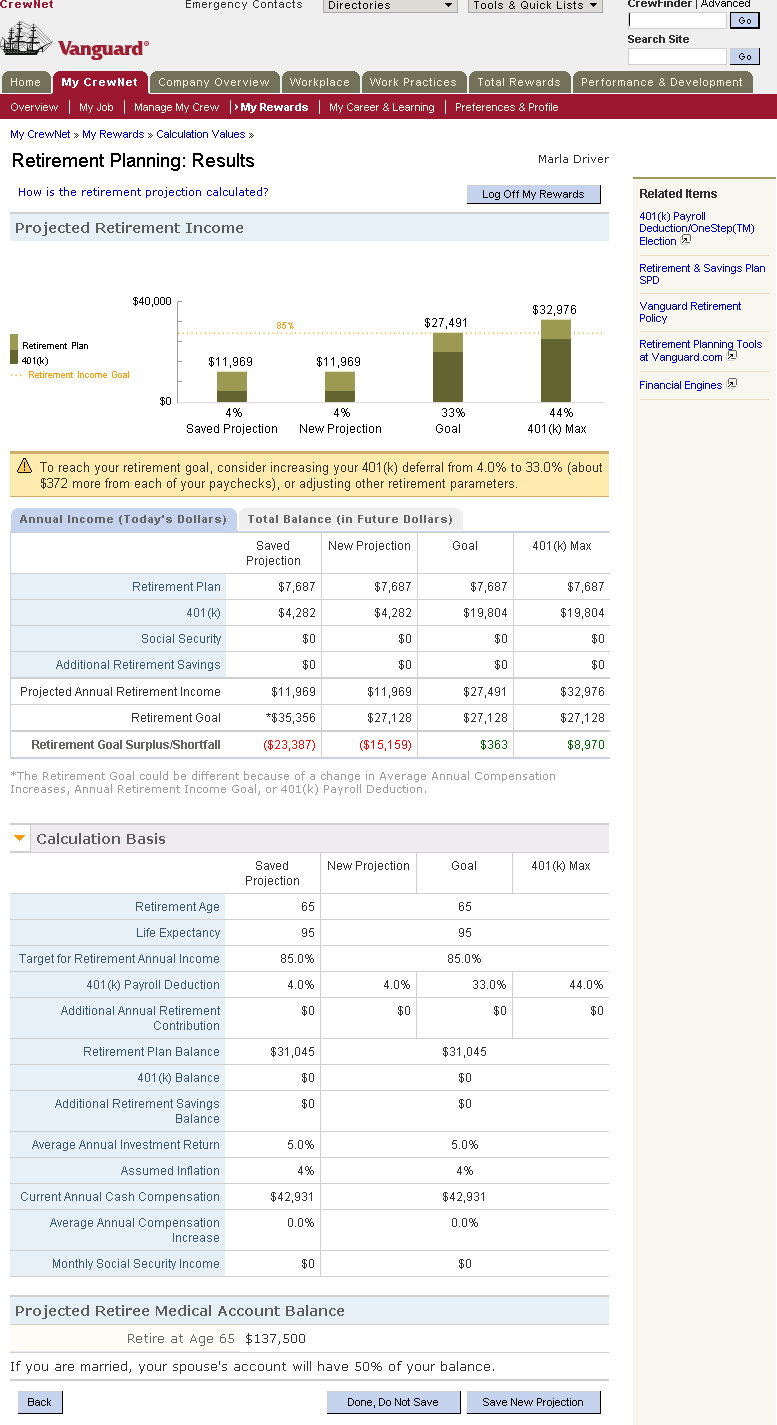 CrewNet
Emergency Contacts
Directories
Tools & Quick Lists
CrewFinder | Advanced
Go
Search Site
Go
Vanguard®
Home
My CrewNet
Company Overview
Workplace
Work Practices
Total Rewards
Performance & Development
Overview
My Job
Manage My Crew
My Rewards
My Career & Learning
Preferences & Profile
My CrewNet » My Rewards » Calculation Values »
Retirement Planning: Results
Marla Driver
How is the retirement projection calculated?
Log Off My Rewards
Related Items
401(k) Payroll
Deduction/OneStep(TM)
Election
Retirement & Savings Plan
SPD
Vanguard Retirement
Policy
Retirement Planning Tools
at Vanguard.com
Financial Engines
Projected Retirement Income
Retirement Plan
401(k)
Retirement Income Goal
$40,000
$0
85%
$11,969
$11,969
$27,491
$32,976
4%
4%
33%
44%
Saved Projection
New Projection
Goal
401(k) Max
To reach your retirement goal, consider increasing your 401(k) deferral from 4.0% to 33.0% (about
$372 more from each of your paychecks), or adjusting other retirement parameters.
Annual Income (Today's Dollars)
Total Balance (in Future Dollars)
Saved
Projection
New Projection
Goal
401(k) Max
Retirement Plan $7,687 $7,687 $7,687 $7,687
401(k) $4,282 $4,282 $19,804 $19,804
Social Security $0 $0 $0 $0
Additional Retirement Savings $0 $0 $0 $0
Projected Annual Retirement Income $11,969 $11,969 $27,491 $32,976
Retirement Goal *$35,356 $27,128 $27,128 $27,128
Retirement Goal Surplus/Shortfall ($23,387) ($15,159) $363 $8,970
*The Retirement Goal could be different because of a change in Average Annual Compensation
Increases, Annual Retirement Income Goal, or 401(k) Payroll Deduction.
Calculation Basis
Saved
Projection
New Projection
Goal
401(k) Max
Retirement Age 65 65
Life Expectancy 95 95
Target for Retirement Annual Income 85.0% 85.0%
401(k) Payroll Deduction 4.0% 4.0% 33.0% 44.0%
Additional Annual Retirement $0 $0 $0 $0
Contribution
Retirement Plan Balance $31,045 $31,045
401(k) Balance $0 $0
Additional Retirement Savings $0 $0
Balance
Average Annual Investment Return 5.0% 5.0%
Assumed Inflation 4% 4%
Current Annual Cash Compensation $42,931 $42,931
Average Annual Compensation 0.0% 0.0%
Increase
Monthly Social Security Income $0 $0
Projected Retiree Medical Account Balance
Retire at Age 65 $137,500
If you are married, your spouse's account will have 50% of your balance.
Back
Done, Do Not Save
Save New Projection